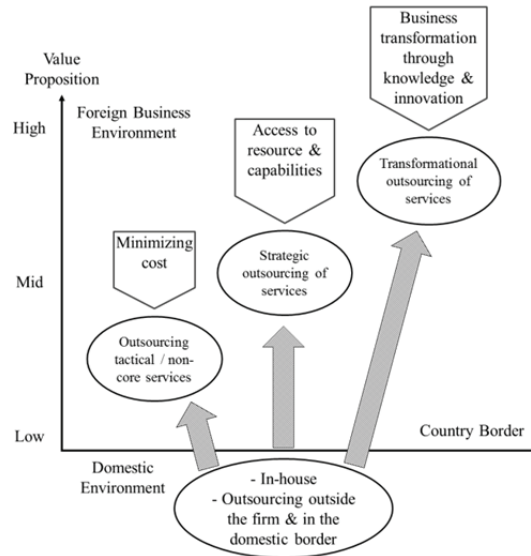 Value
Proposition
High
Mid
Low
Foreign Business
Environment
Business
transformation
through
knowledge &
innovation
Access to
resource &
capabilities
Minimizing
cost
Transformational
outsourcing of
services
Strategic
outsourcing of
services
Outsourcing
tactical / non-
core services
Country Border
Domestic
Environment
- In-house
- Outsourcing outside
the firm & in the
domestic border